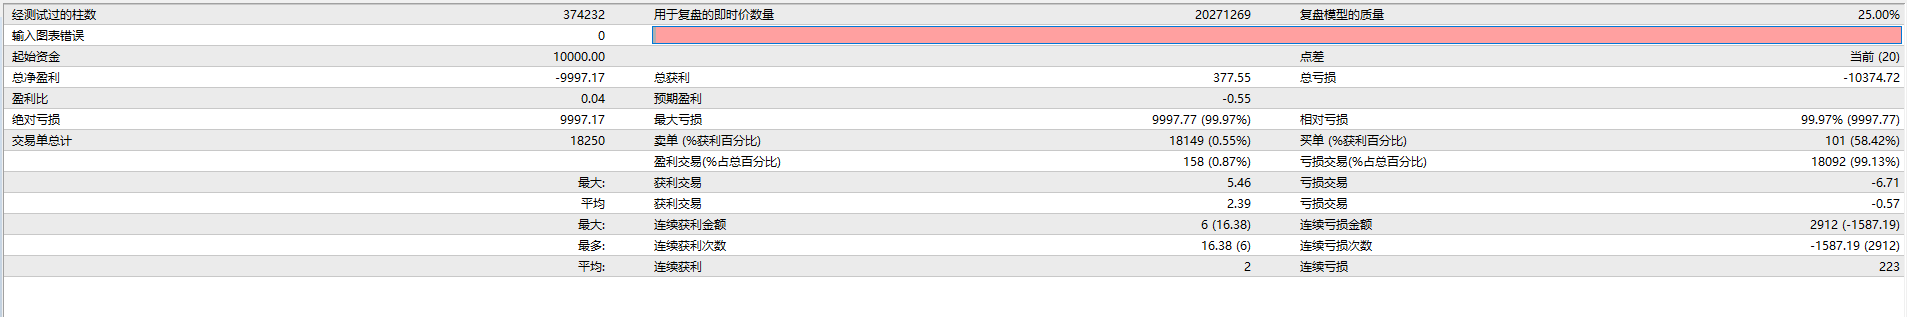 经测试过的柱数 374232 用于复盘的即时价数量 20271269 复盘模型的质量 25.00%
输入图表错误 0
起始资金 10000.00 点差 当前 (20)
总净盈利 -9997.17 总获利 377.55 总亏损 -10374.72
盈利比 0.04 预期盈利 -0.55
绝对亏损 9997.17 最大亏损 9997.77 (99.97%) 相对亏损 99.97% (9997.77)
交易单总计 18250 卖单 (%获利百分比) 18149 (0.55%) 买单 (%获利百分比) 101 (58.42%)
盈利交易(%占总百分比) 158 (0.87%) 亏损交易(%占总百分比) 18092 (99.13%)
最大: 获利交易 5.46 亏损交易 -6.71
平均 获利交易 2.39 亏损交易 -0.57
最大: 连续获利金额 6 (16.38) 连续亏损金额 2912 (-1587.19)
最多: 连续获利次数 16.38 (6) 连续亏损次数 -1587.19 (2912)
平均: 连续获利 2 连续亏损 223